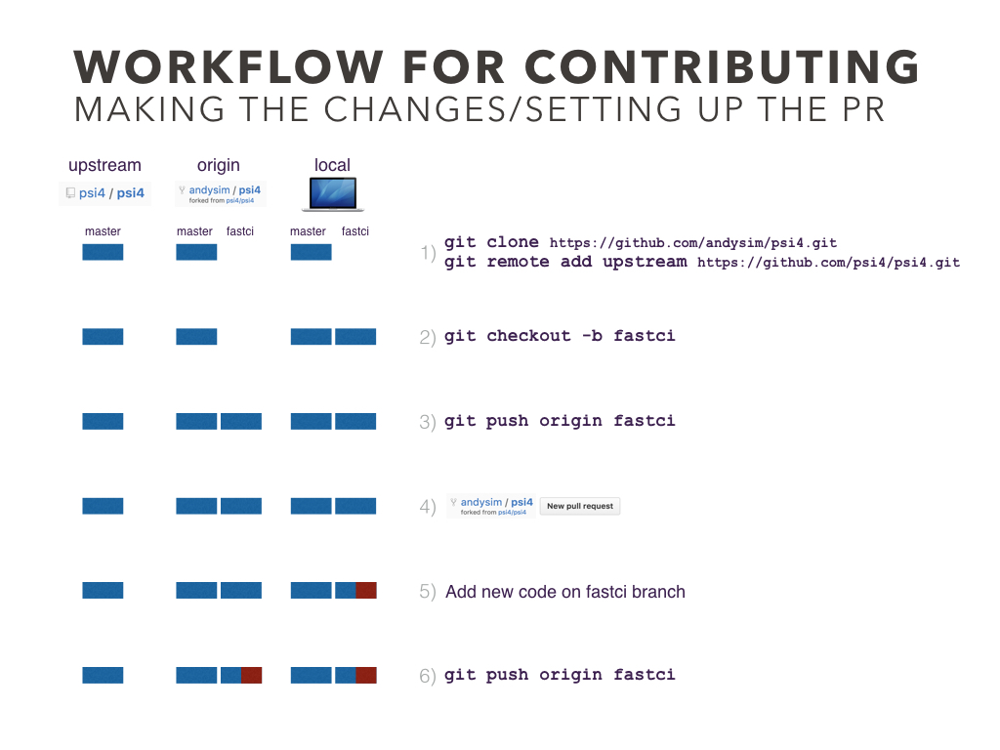 WORKFLOW FOR CONTRIBUTING
MAKING THE CHANGES/SETTING UP THE PR
upstream origin local
psi4 / psi4 andysim / psi4
forked from psi4/psi4
master master fastci master fastci
1) git clone https://github.com/andysim/psi4.git
git remote add upstream https://github.com/psi4/psi4.git
2) git checkout -b fastci
3) git push origin fastci
4) andysim / psi4 New pull request
forked from psi4/psi4
5) Add new code on fastci branch
6) git push origin fastci